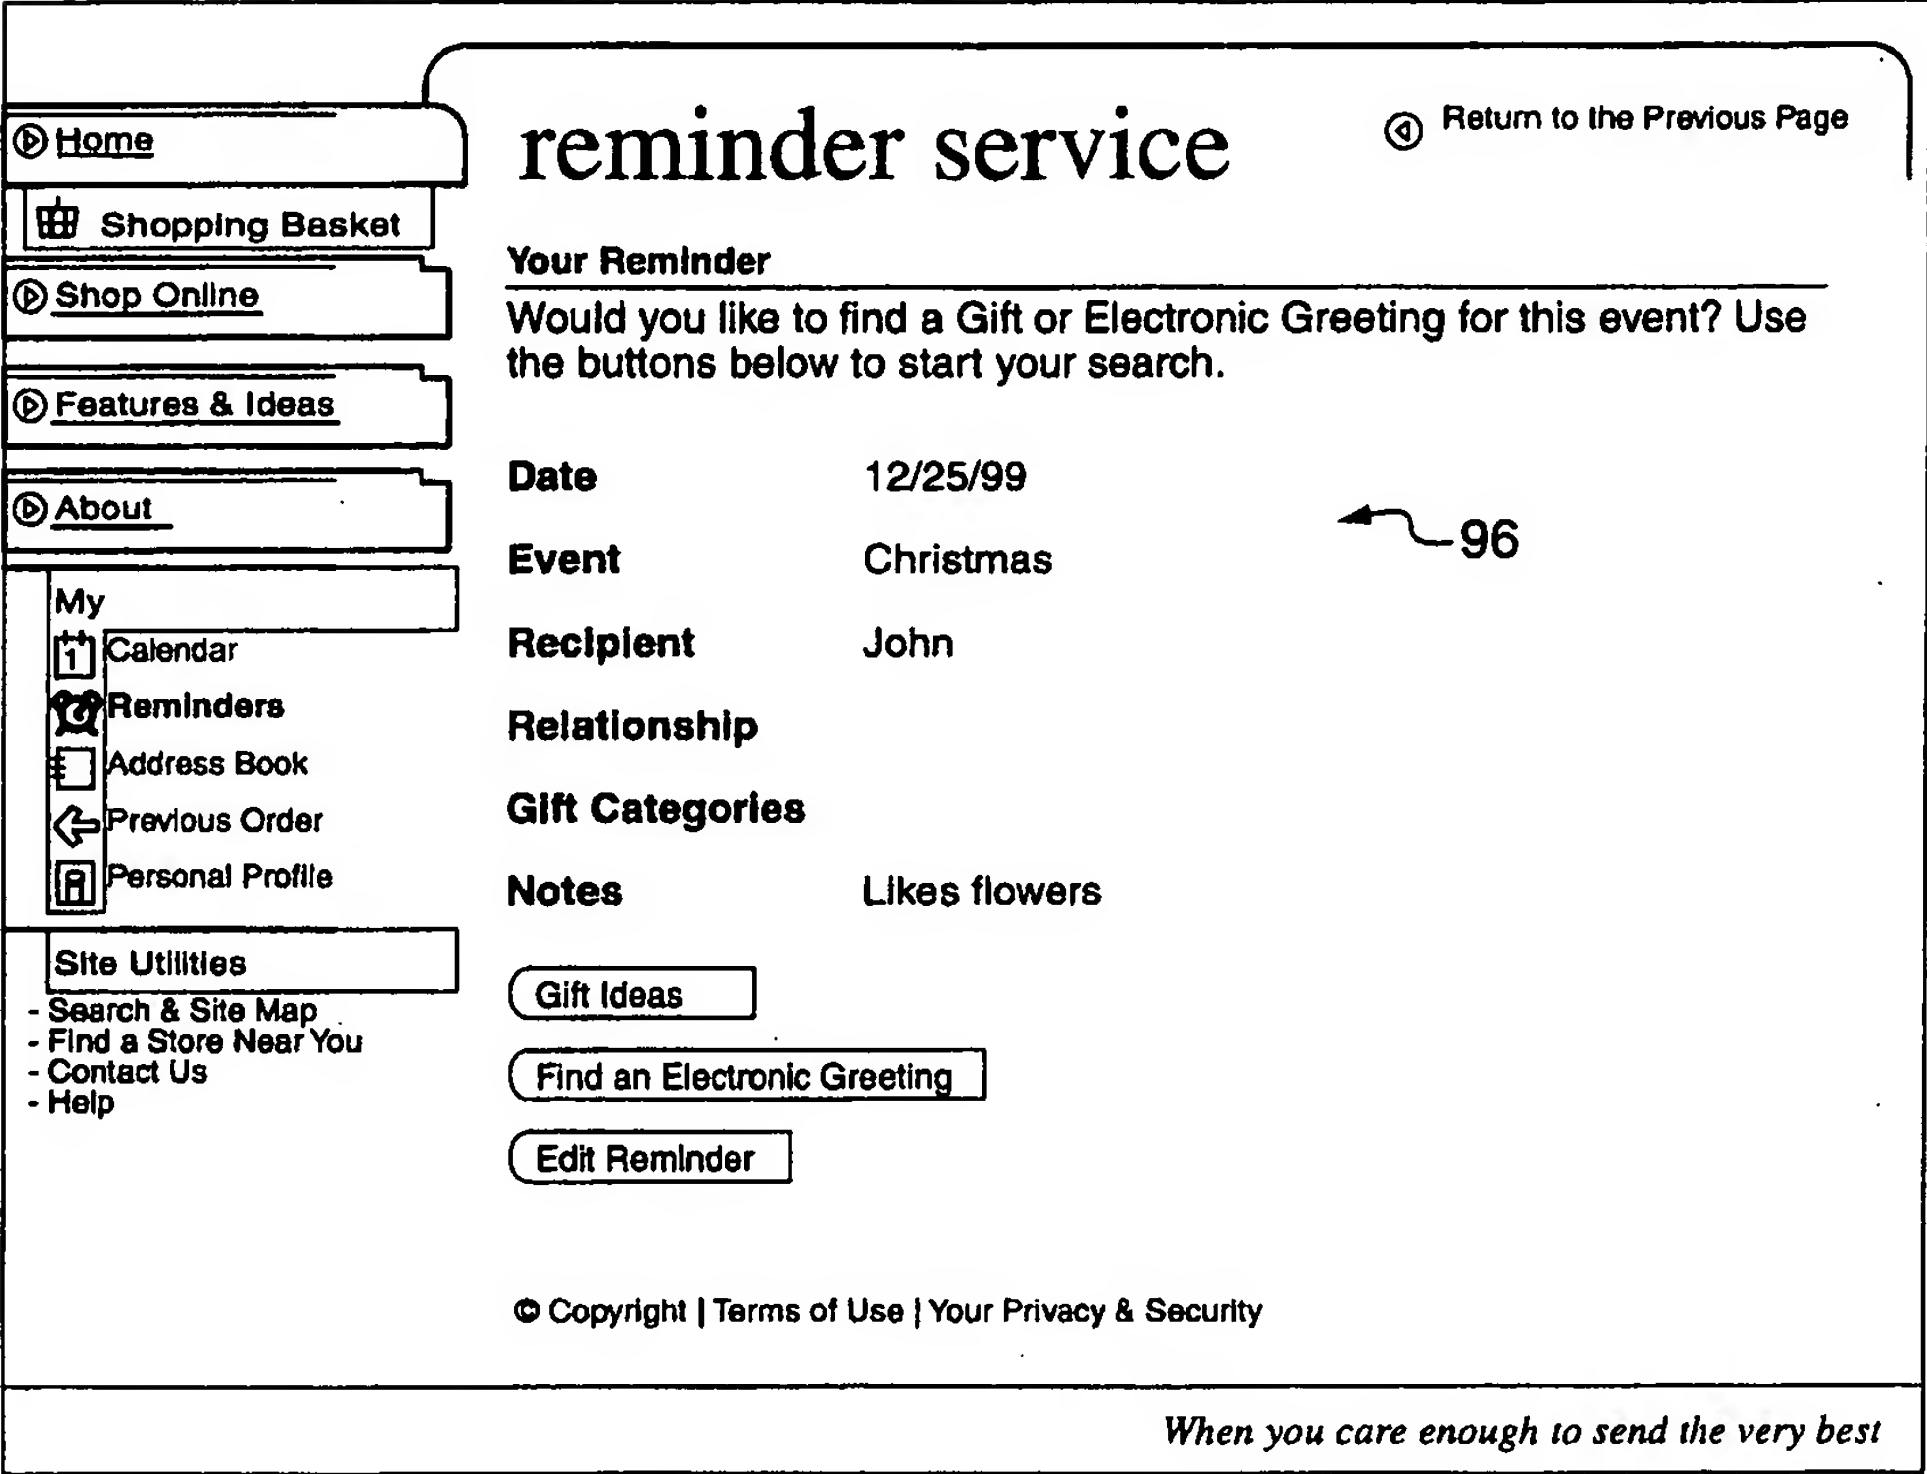 reminder service
Return to the Previous Page
Home
Shopping Basket
Shop Online
Features & Ideas
About
My
1 Calendar
Reminders
Address Book
Previous Order
Personal Profile
Site Utilities
- Search & Site Map
- Find a Store Near You
- Contact Us
- Help
Your Reminder
Would you like to find a Gift or Electronic Greeting for this event? Use
the buttons below to start your search.
Date 12/25/99
96
Event Christmas
Recipient John
Relationship
Gift Categories
Notes Likes flowers
Gift Ideas
Find an Electronic Greeting
Edit Reminder
© Copyright | Terms of Use | Your Privacy & Security
When you care enough to send the very best